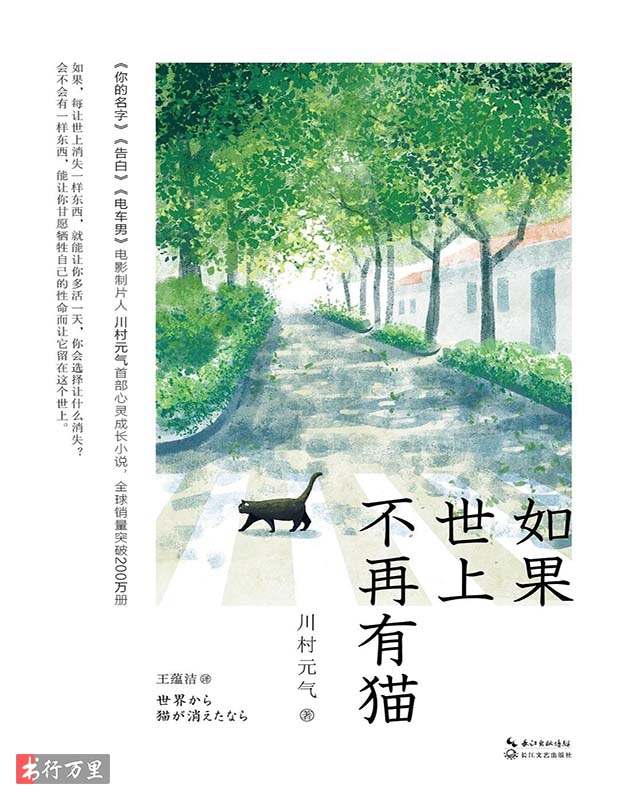 如果
世上
不再有猫
川村元气 著
王蕴洁 译
世界から
猫が消えたなら
《你的名字》《告白》《电车男》电影制片人 川村元气首部心灵成长小说，全球销量突破200万册
如果，每让世上消失一样东西，就能让你多活一天，你会选择让什么消失？
会不会有一样东西，能让你甘愿牺牲自己的性命而让它留在这个世上。
长江出版传媒
长江文艺出版社
书行万里